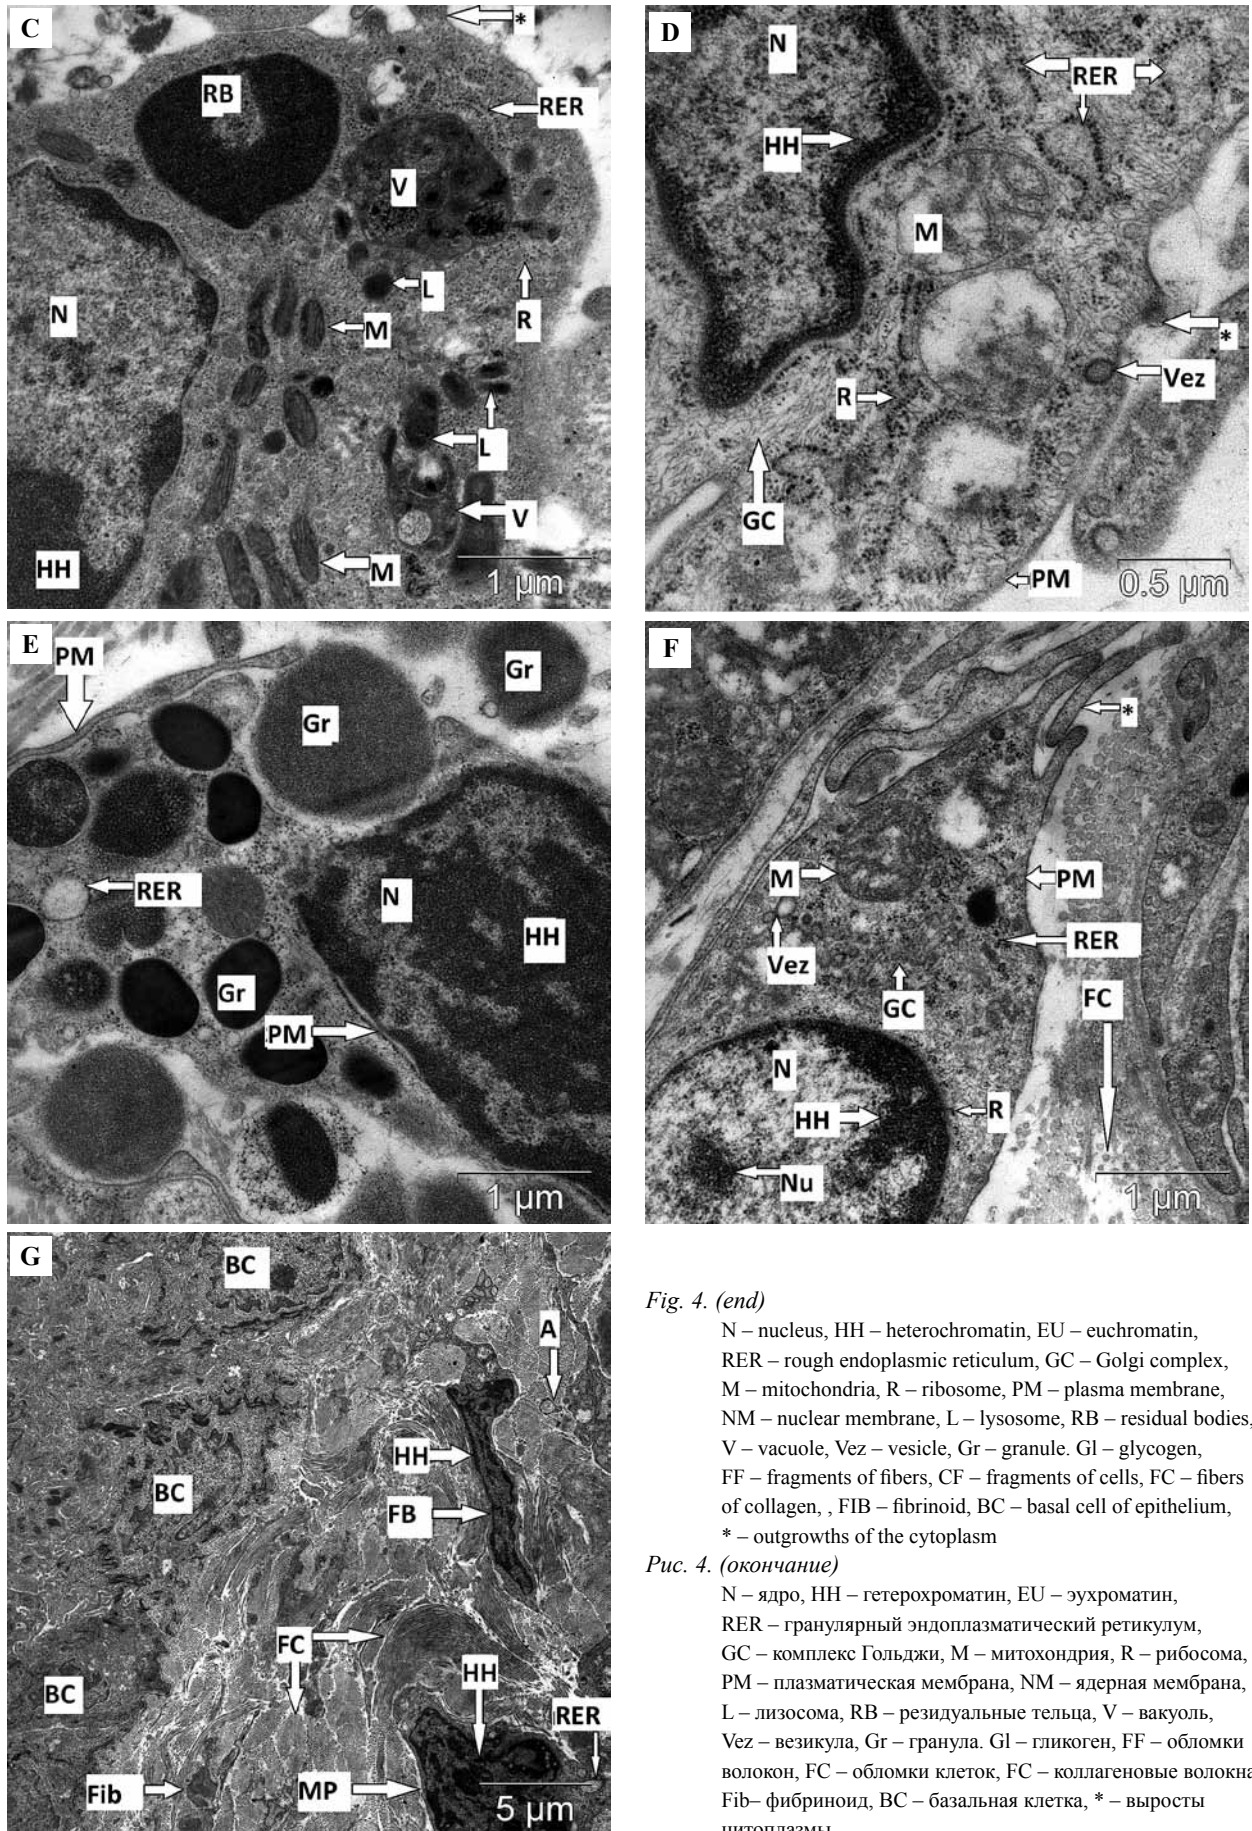 C
*
RB
RER
V
L
R
N
M
L
V
HH
M
1 µm
D
N
RER
HH
M
*
Vez
R
GC
PM
0.5 µm
E
PM
Gr
Gr
RER
N
HH
Gr
PM
1 µm
F
*
M
PM
Vez
RER
GC
FC
N
HH
R
Nu
1 µm
G
BC
A
HH
BC
FB
FC
HH
BC
RER
Fib
MP
5 µm
Fig. 4. (end)
N – nucleus, HH – heterochromatin, EU – euchromatin,
RER – rough endoplasmic reticulum, GC – Golgi complex,
M – mitochondria, R – ribosome, PM – plasma membrane,
NM – nuclear membrane, L – lysosome, RB – residual bodies,
V – vacuole, Vez – vesicle, Gr – granule. Gl – glycogen,
FF – fragments of fibers, CF – fragments of cells, FC – fibers
of collagen, , FIB – fibrinoid, BC – basal cell of epithelium,
* – outgrowths of the cytoplasm
Рис. 4. (окончание)
N – ядро, HH – гетерохроматин, EU – эухроматин,
RER – гранулярный эндоплазматический ретикулум,
GC – комплекс Гольджи, M – митохондрия, R – рибосома,
PM – плазматическая мембрана, NM – ядерная мембрана,
L – лизосома, RB – резидуальные тельца, V – вакуоль,
Vez – везикула, Gr – гранула. Gl – гликоген, FF – обломки
волокон, FC – обломки клеток, FC – коллагеновые волокна
Fib– фибриноид, BC – базальная клетка, * – выросты
цитоплазмы